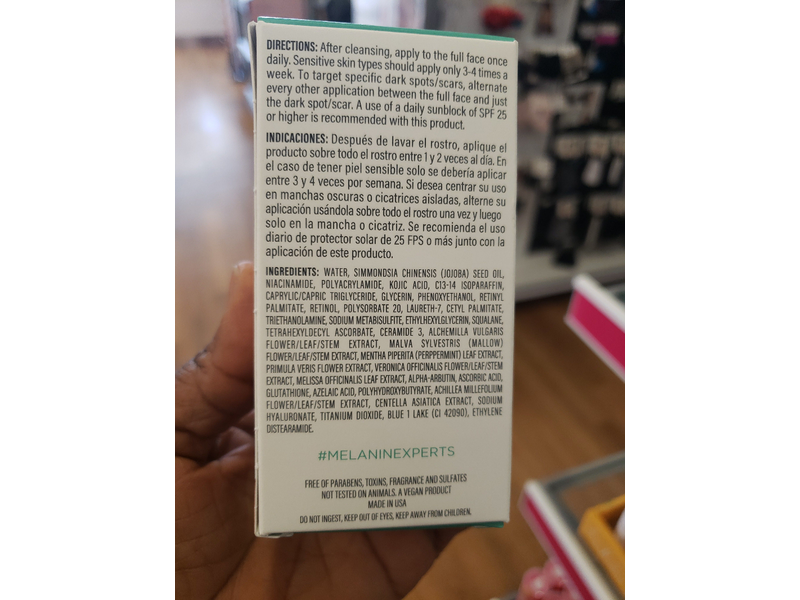 DIRECTIONS: After cleansing, apply to the full face once
daily. Sensitive skin types should apply only 3-4 times a
week. To target specific dark spots/scars, alternate
every other application between the full face and just
the dark spot/scar. A use of a daily sunblock of SPF 25
or higher is recommended with this product.
INDICACIONES: Después de lavar el rostro, aplique el
producto sobre todo el rostro entre 1 y 2 veces al día. En
el caso de tener piel sensible solo se debería aplicar
entre 3 y 4 veces por semana. Si desea centrar su uso
en manchas oscuras o cicatrices aisladas, alterne su
aplicación usándola sobre todo el rostro una vez y luego
solo en la mancha o cicatriz. Se recomienda el uso
diario de protector solar de 25 FPS o más junto con la
aplicación de este producto.
INGREDIENTS: WATER, SIMMONDSIA CHINENSIS (JOJOBA) SEED OIL,
NIACINAMIDE, POLYACRYLAMIDE, KOJIC ACID, C13-14 ISOPARAFFIN,
CAPRYLIC/CAPRIC TRIGLYCERIDE, GLYCERIN, PHENOXYETHANOL, RETINYL
PALMITATE, RETINOL, POLYSORBATE 20, LAURETH-7, CETYL PALMITATE,
TRIETHANOLAMINE, SODIUM METABISULFITE, ETHYLHEXYLGLYCERIN, SQUALANE,
TETRAHEXYLDECYL ASCORBATE, CERAMIDE 3, ALCHEMILLA VULGARIS
FLOWER/LEAF/STEM EXTRACT, MALVA SYLVESTRIS (MALLOW)
FLOWER/LEAF/STEM EXTRACT, MENTHA PIPERITA (PERPPERMINT) LEAF EXTRACT,
PRIMULA VERIS FLOWER EXTRACT, VERONICA OFFICINALIS FLOWER/LEAF/STEM
EXTRACT, MELISSA OFFICINALIS LEAF EXTRACT, ALPHA-ARBUTIN, ASCORBIC ACID,
GLUTATHIONE, AZELAIC ACID, POLYHYDROXYBUTYRATE, ACHILLEA MILLEFOLIUM
FLOWER/LEAF/STEM EXTRACT, CENTELLA ASIATICA EXTRACT, SODIUM
HYALURONATE, TITANIUM DIOXIDE, BLUE 1 LAKE (CI 42090), ETHYLENE
DISTEARAMIDE.
#MELANINEXPERTS
FREE OF PARABENS, TOXINS, FRAGRANCE AND SULFATES
NOT TESTED ON ANIMALS. A VEGAN PRODUCT
MADE IN USA
DO NOT INGEST, KEEP OUT OF EYES, KEEP AWAY FROM CHILDREN.